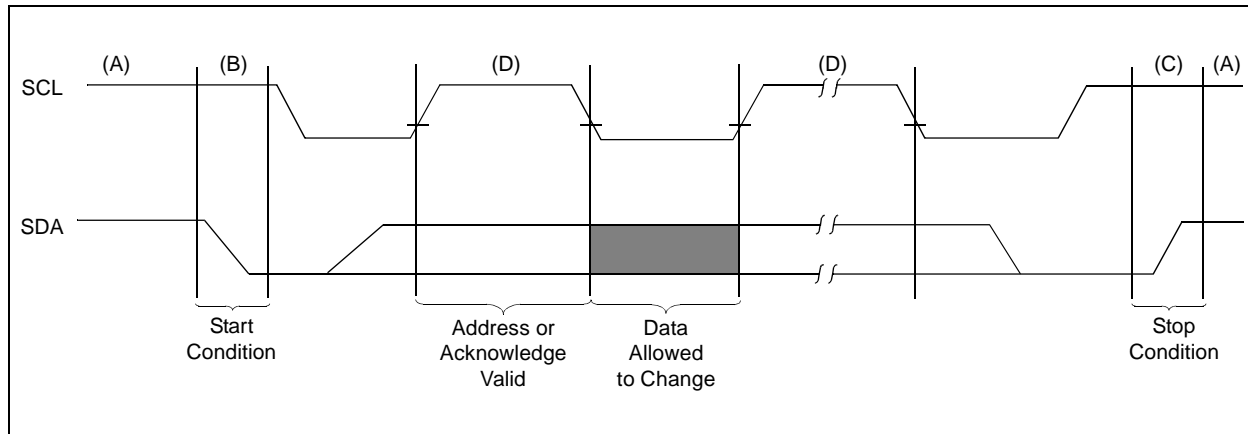 (A) (B) (D) (D) (C) (A)
SCL
SDA
Start
Condition
Address or
Acknowledge
Valid
Data
Allowed
to Change
Stop
Condition